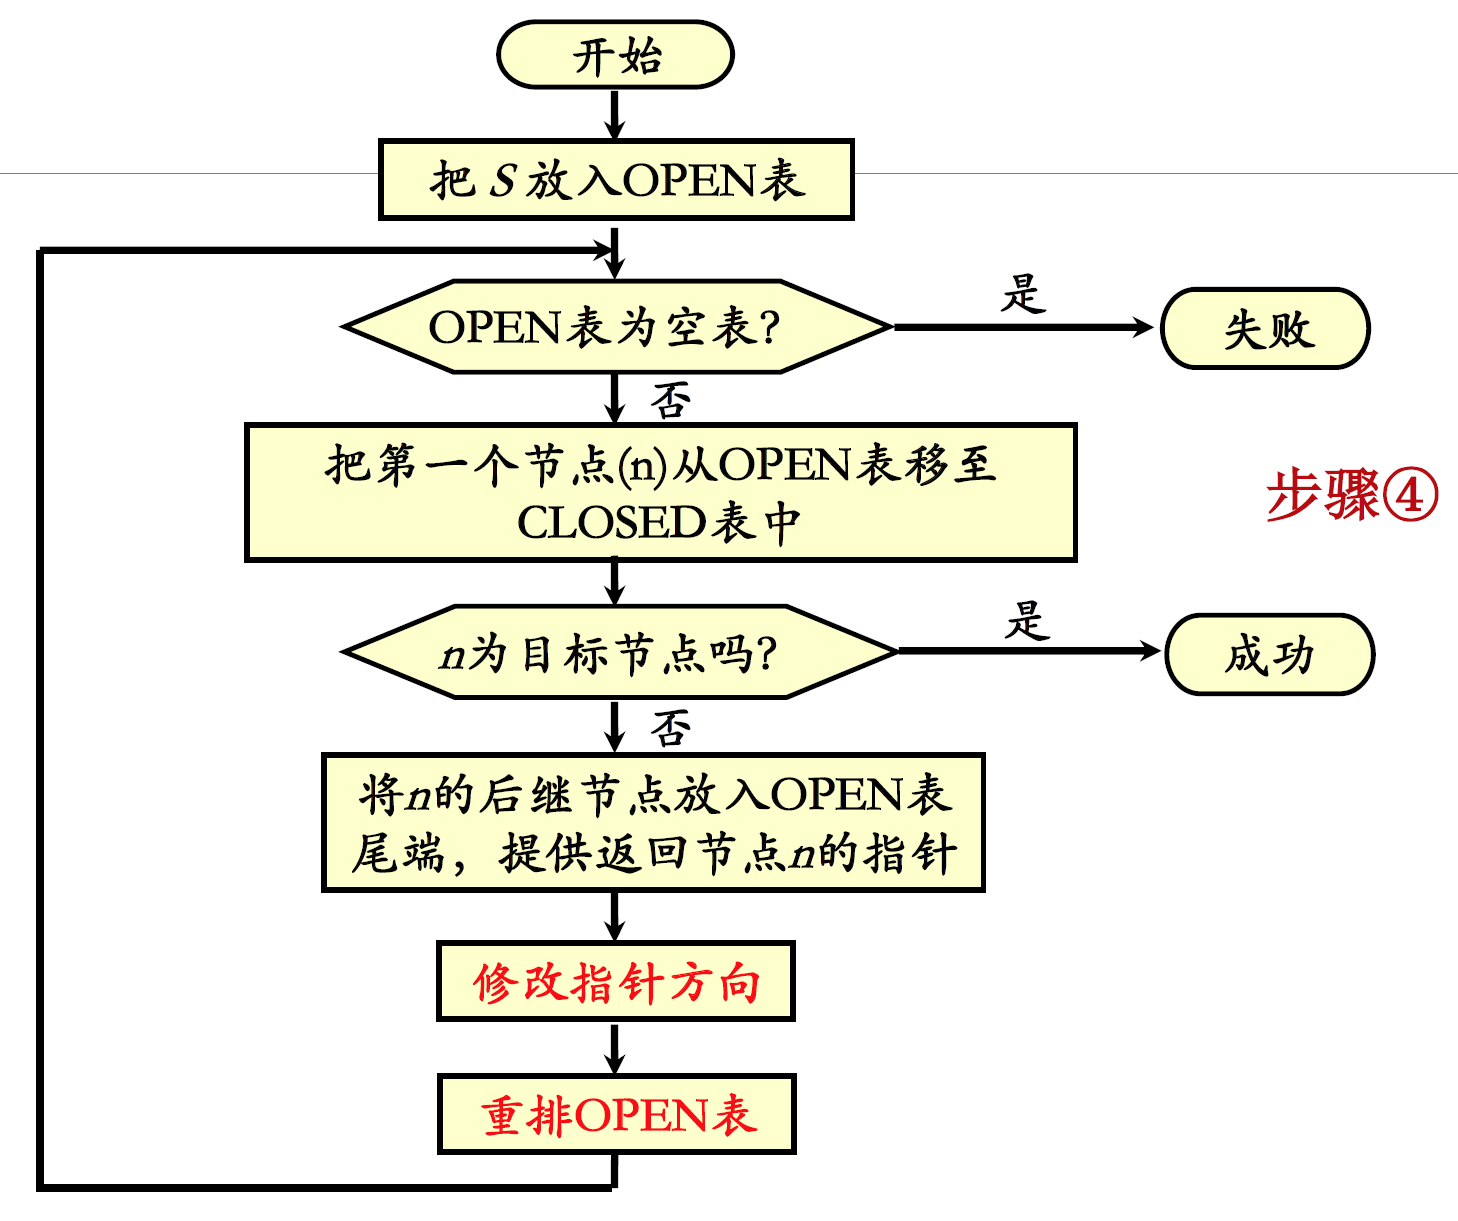 开始
把 S 放入OPEN表
OPEN表为空表?
是
失败
否
把第一个节点(n)从OPEN表移至
CLOSED表中
步骤④
n为目标节点吗?
是
成功
否
将n的后继节点放入OPEN表
尾端，提供返回节点n的指针
修改指针方向
重排OPEN表